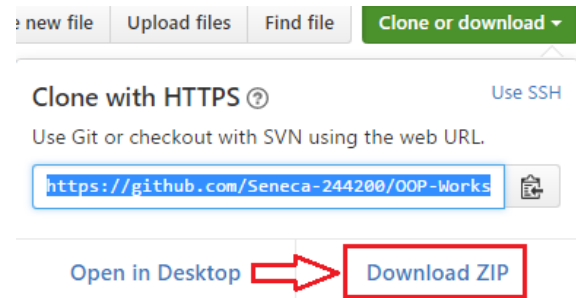 e new file Upload files Find file Clone or download
Clone with HTTPS ?
Use SSH
Use Git or checkout with SVN using the web URL.
https://github.com/Seneca-244200/OOP-Works
Open in Desktop Download ZIP